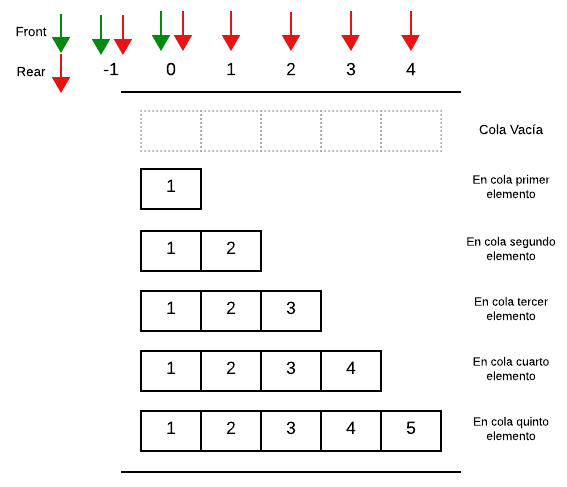 Front
Rear
-1 0 1 2 3 4
Cola Vacía
1
En cola primer
elemento
1 2
En cola segundo
elemento
1 2 3
En cola tercer
elemento
1 2 3 4
En cola cuarto
elemento
1 2 3 4 5
En cola quinto
elemento